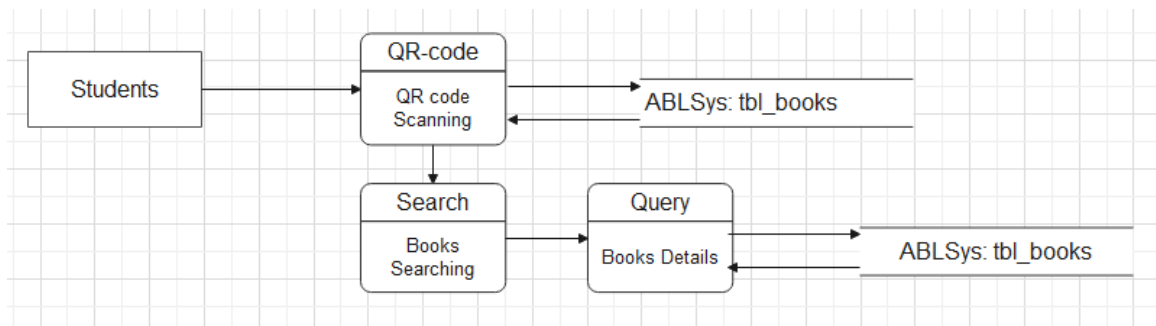 QR-code
Students
QR code
Scanning
ABLSys: tbl_books
Search
Books
Searching
Query
Books Details
ABLSys: tbl_books